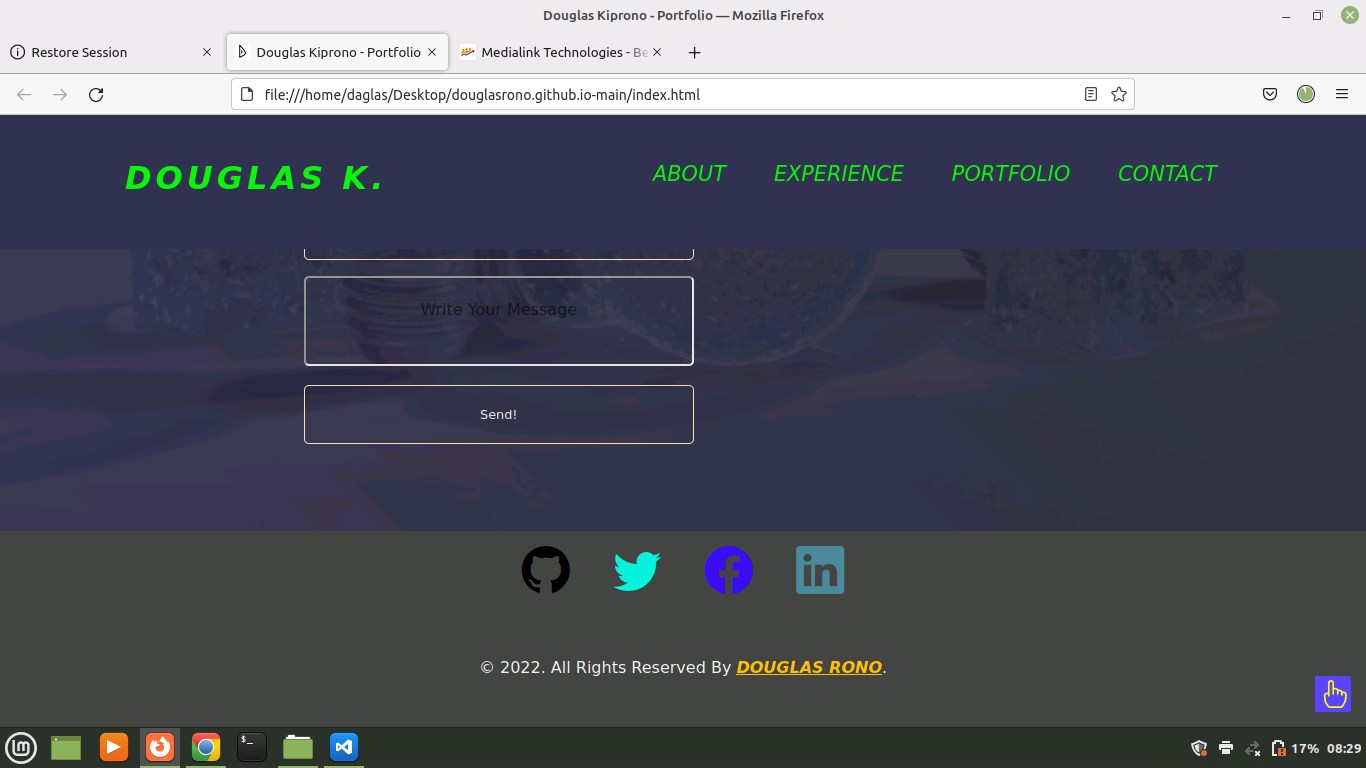 Douglas Kiprono - Portfolio — Mozilla Firefox
Restore Session
Douglas Kiprono - Portfolio
Medialink Technologies - Be
file:///home/daglas/Desktop/douglasrono.github.io-main/index.html
DOUGLAS K.
ABOUT EXPERIENCE PORTFOLIO CONTACT
Write Your Message
Send!
in
© 2022. All Rights Reserved By DOUGLAS RONO.
17% 08:29